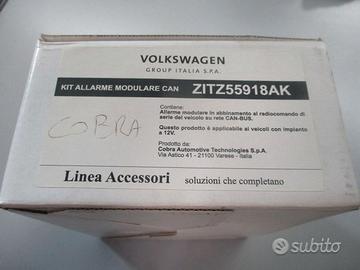 VOLKSWAGEN
GROUP ITALIA S.P.A.
KIT ALLARME MODULARE CAN
ZITZ55918AK
COBRA
Contiene:
Allarme modulare in abbinamento al radiocomando di
serie del veicolo su rete CAN-BUS.
Questo prodotto è applicabile ai veicoli con impianto
a 12V.
Prodotto da:
Cobra Automotive Technologies S.p.A.
Via Astico 41 - 21100 Varese - Italia
Linea Accessori soluzioni che completano
subito